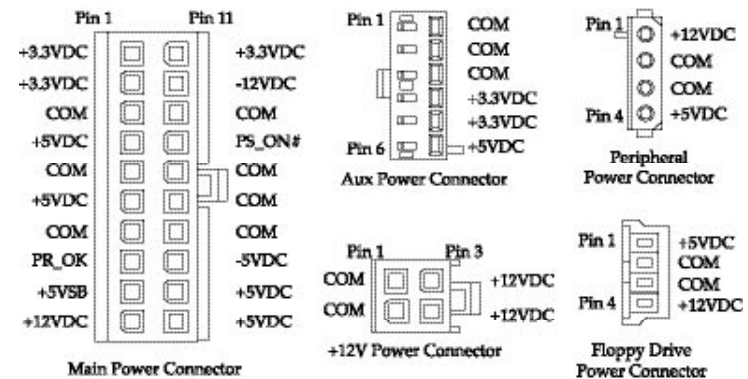 Pin 1 Pin 11
+3.3VDC +3.3VDC
+3.3VDC -12VDC
COM COM
+5VDC PS_ON#
COM COM
+5VDC COM
COM COM
PR_OK -5VDC
+5VSB +5VDC
+12VDC +5VDC
Main Power Connector
Pin 1 COM
COM
COM
+3.3VDC
+3.3VDC
Pin 6 +5VDC
Aux Power Connector
Pin 1 +12VDC
COM
COM
Pin 4 +5VDC
Peripheral
Power Connector
Pin 1 Pin 3
COM +12VDC
COM +12VDC
+12V Power Connector
Pin 1 +5VDC
COM
COM
Pin 4 +12VDC
Floppy Drive
Power Connector